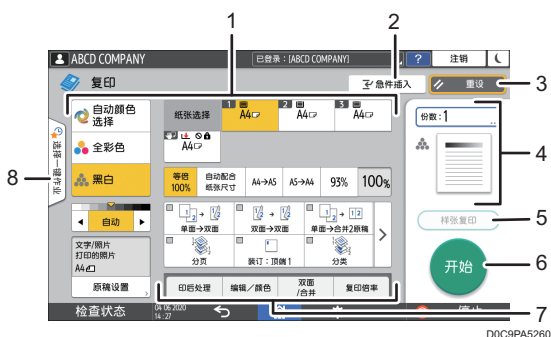 1
2
ABCD COMPANY
已登录：[ABCD COMPANY]
?
注销
复印
急件插入
重设
3
自动颜色
选择
纸张选择
1
A4
2
A4
3
A4
份数：1
A4
全彩色
4
选择一键作业
8
黑白
等倍
100%
自动配合
纸张尺寸
A4→A5
A5→A4
93%
100%
自动
单面→双面
双面→双面
单面→合并2原稿
样张复印
5
文字/照片
打印的照片
A4
分页
装订：顶端1
分类
开始
6
原稿设置
印后处理
编辑/颜色
双面
/合并
复印倍率
检查状态
04 06 2020
14:27
停止
7
D0C9PA5260